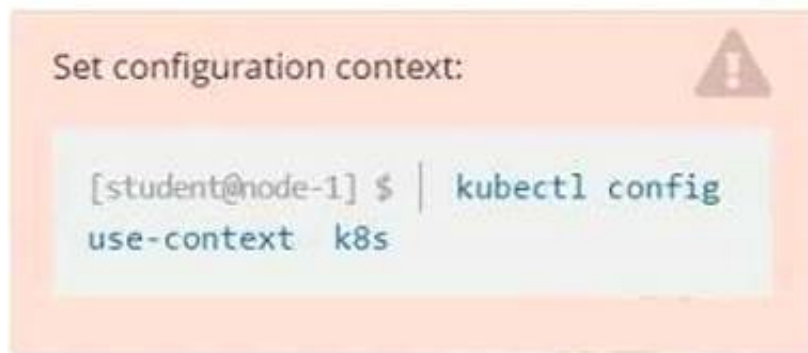 Set configuration context:
[student@node-1] $ | kubectl config
use-context k8s